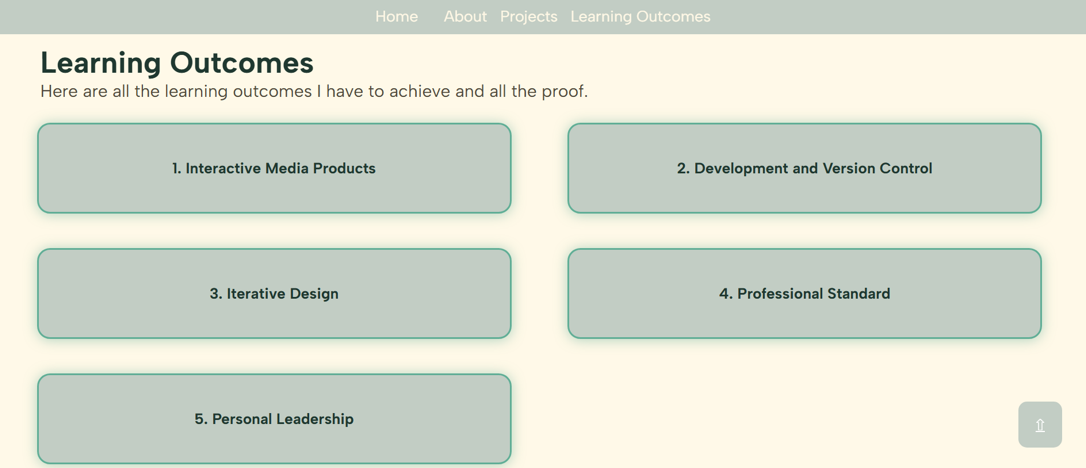 Home About Projects Learning Outcomes
Learning Outcomes
Here are all the learning outcomes I have to achieve and all the proof.
1. Interactive Media Products
2. Development and Version Control
3. Iterative Design
4. Professional Standard
5. Personal Leadership
⇧